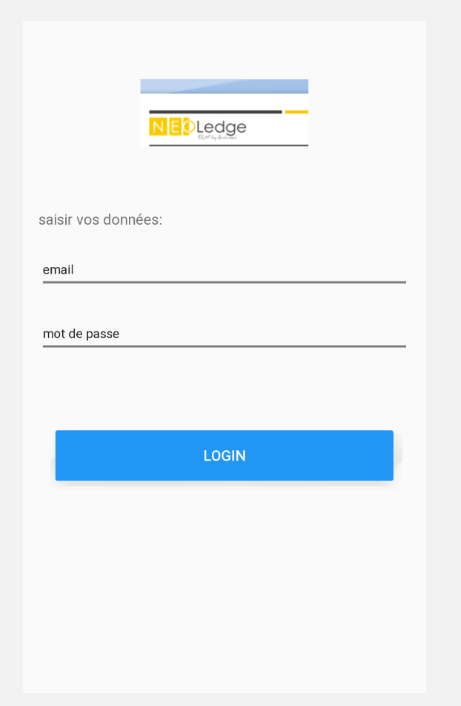 NEOLedge
saisir vos données:
email
mot de passe
LOGIN